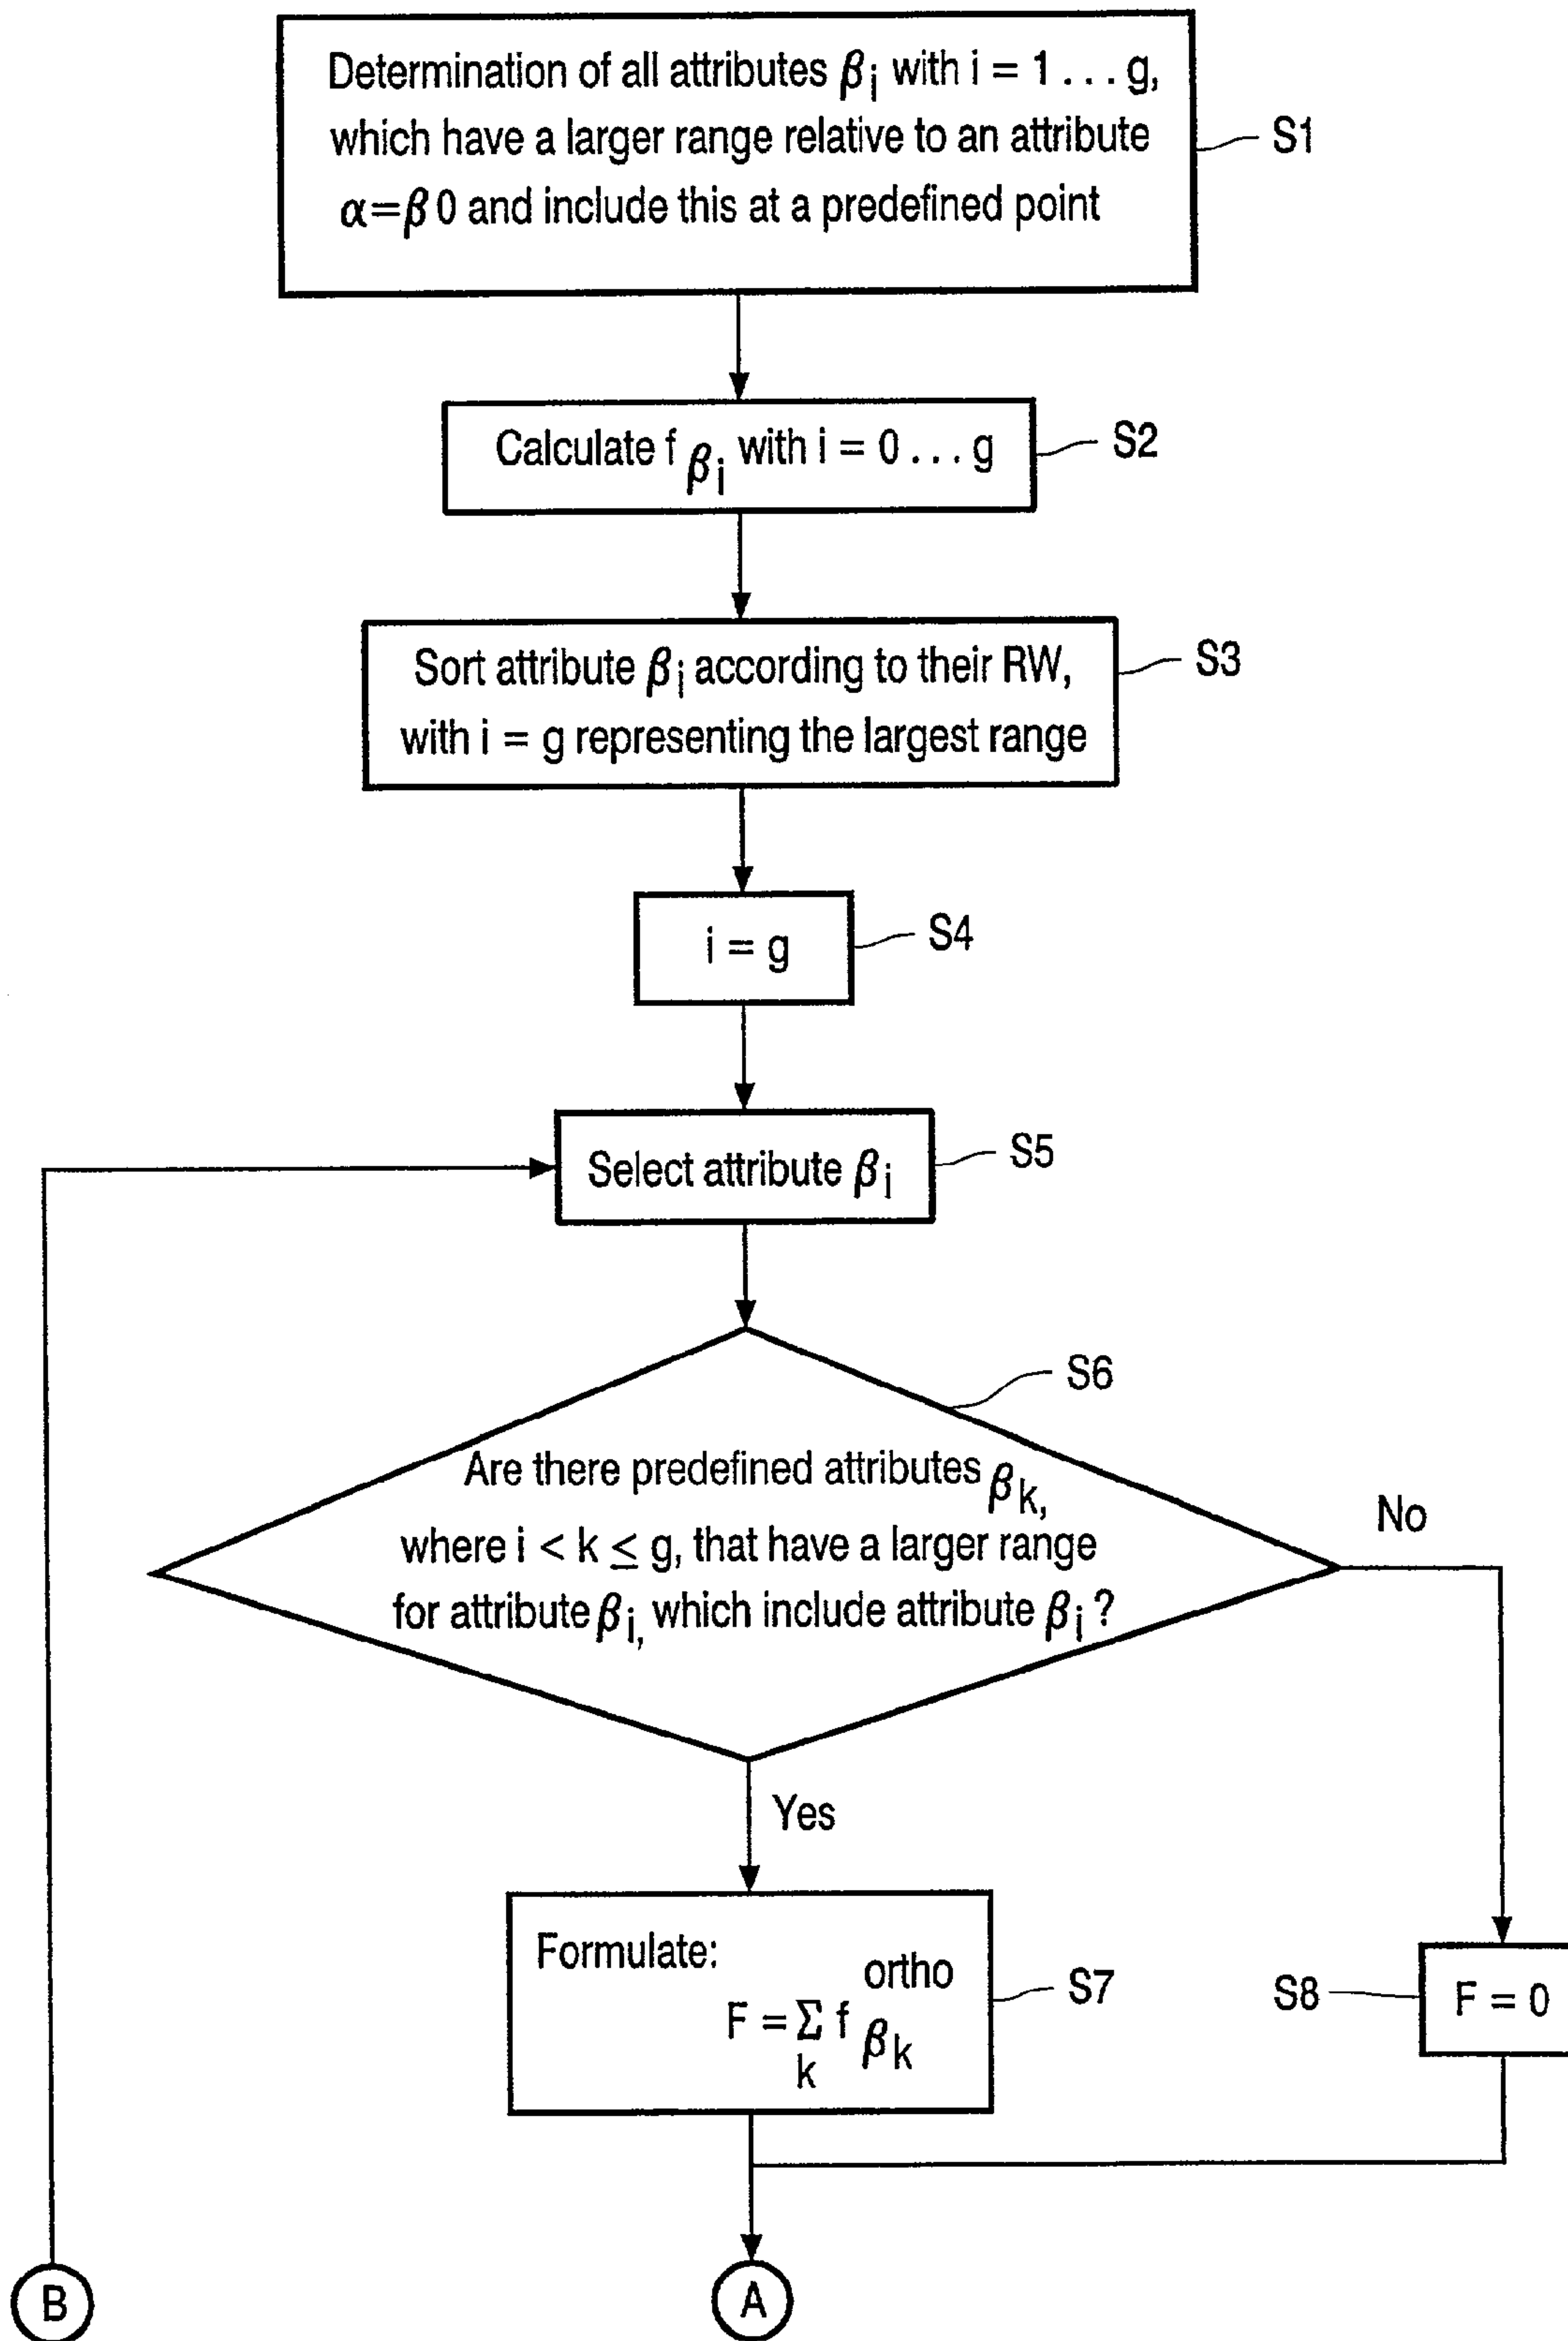 Determination of all attributes βi with i = 1 . . . g,
which have a larger range relative to an attribute
α=β0 and include this at a predefined point
S1
Calculate f βi with i = 0 . . . g
S2
Sort attribute βi according to their RW,
with i = g representing the largest range
S3
i = g
S4
Select attribute βi
S5
S6
Are there predefined attributes βk,
where i < k ≤ g, that have a larger range
for attribute βi, which include attribute βi ?
No
Yes
Formulate:
ortho
F = Σ f βk
k
S7
S8
F = 0
B
A